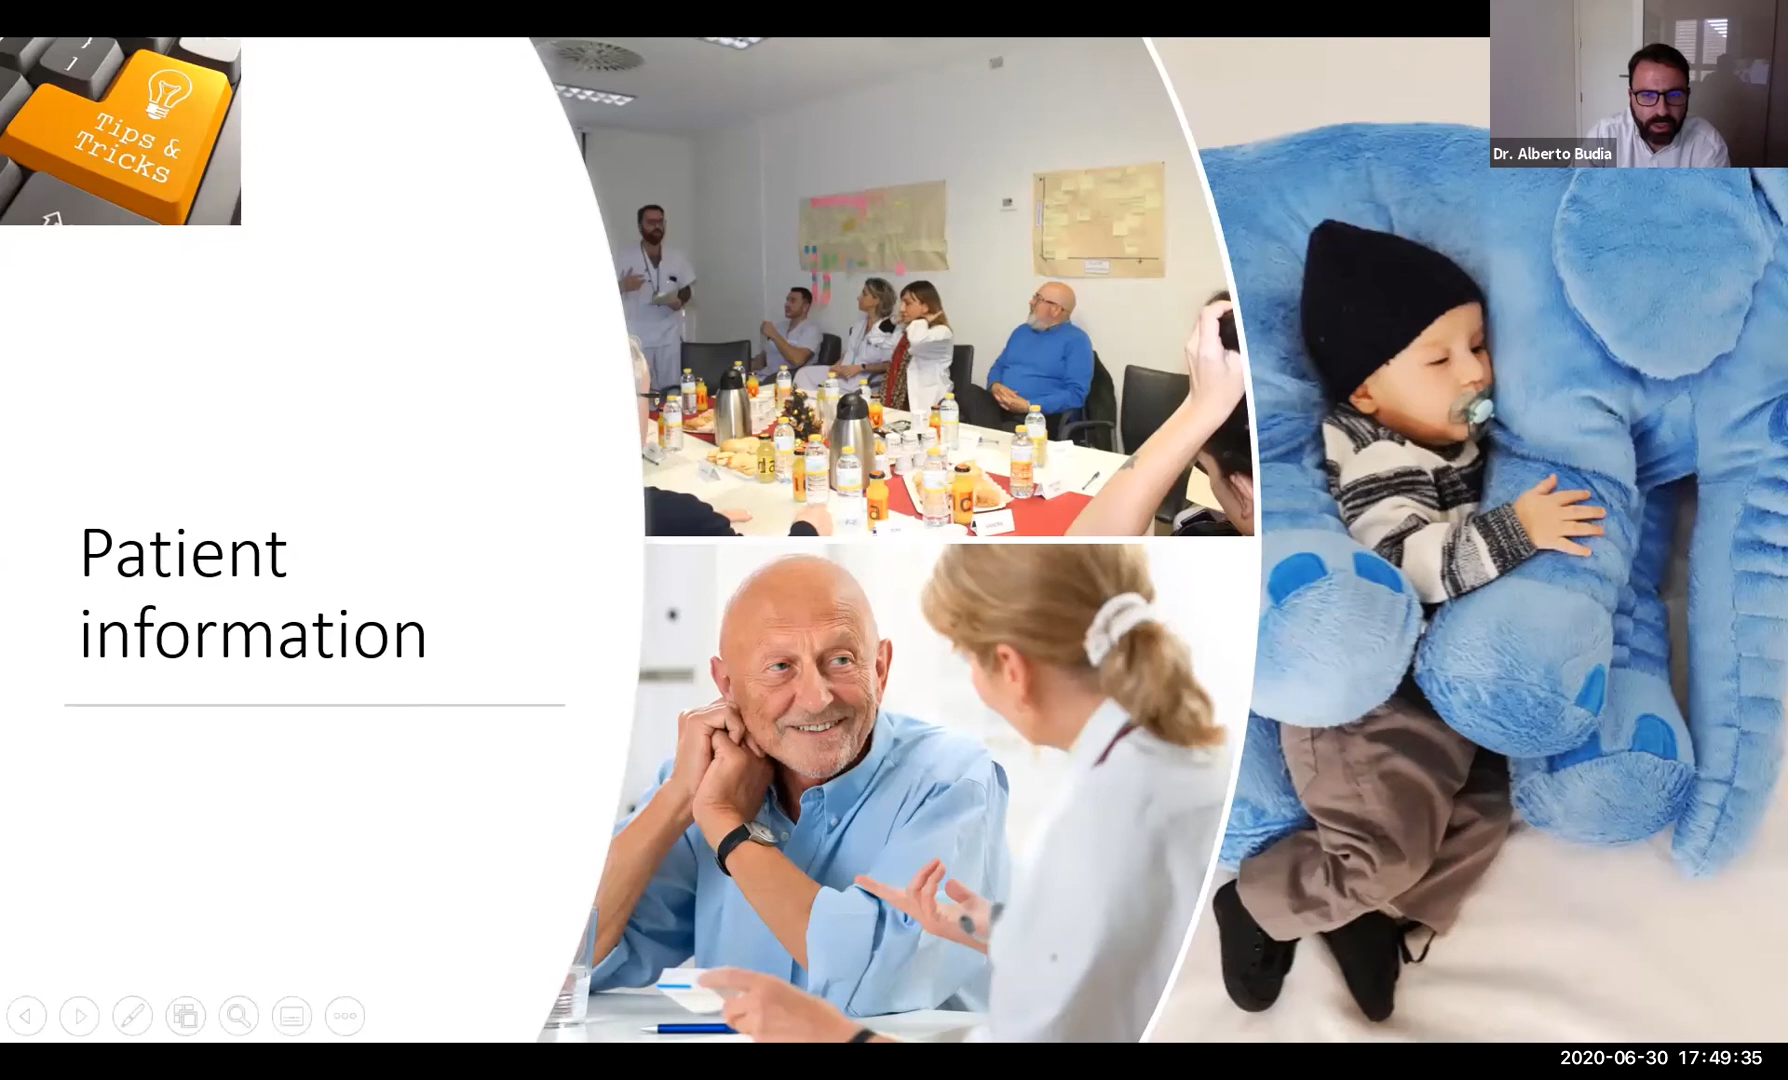 Tips &
Tricks
Dr. Alberto Budia
Patient
information
2020-06-30 17:49:35